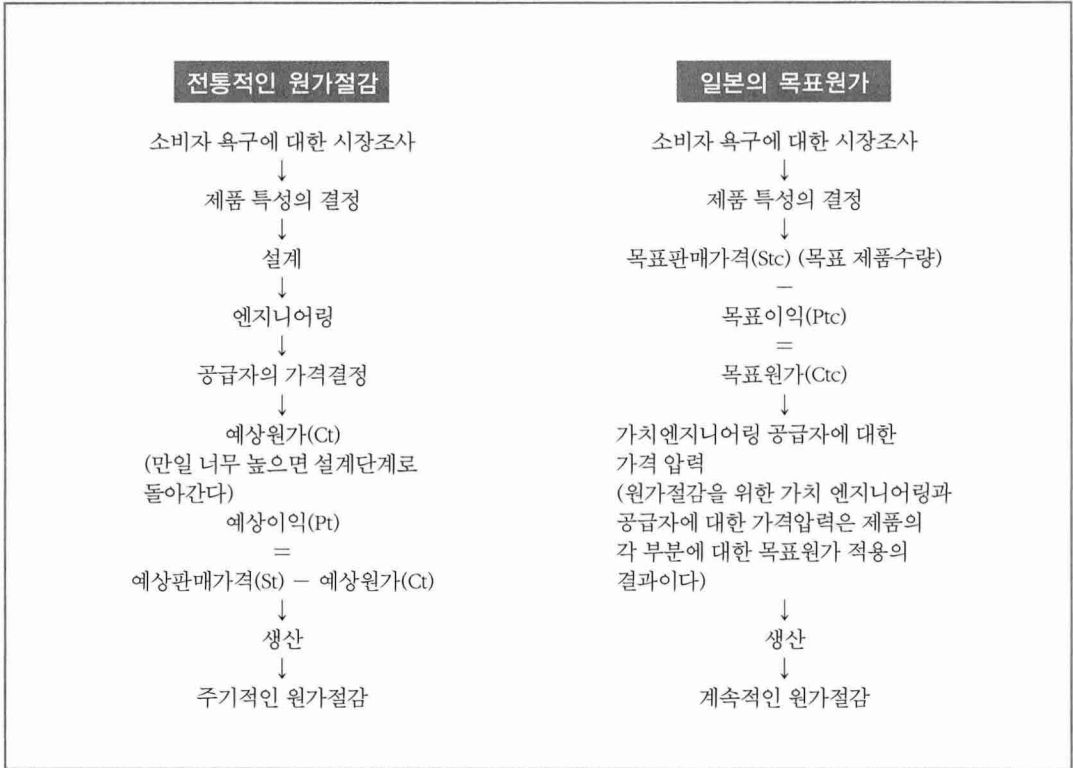 전통적인 원가절감
소비자 욕구에 대한 시장조사
↓
제품 특성의 결정
↓
설계
↓
엔지니어링
↓
공급자의 가격결정
↓
예상원가(Ct)
(만일 너무 높으면 설계단계로
돌아간다)
예상이익(Pt)
=
예상판매가격(St) − 예상원가(Ct)
↓
생산
↓
주기적인 원가절감
일본의 목표원가
소비자 욕구에 대한 시장조사
↓
제품 특성의 결정
↓
목표판매가격(Stc) (목표 제품수량)
−
목표이익(Ptc)
=
목표원가(Ctc)
↓
가치엔지니어링 공급자에 대한
가격 압력
(원가절감을 위한 가치 엔지니어링과
공급자에 대한 가격압력은 제품의
각 부분에 대한 목표원가 적용의
결과이다)
↓
생산
↓
계속적인 원가절감